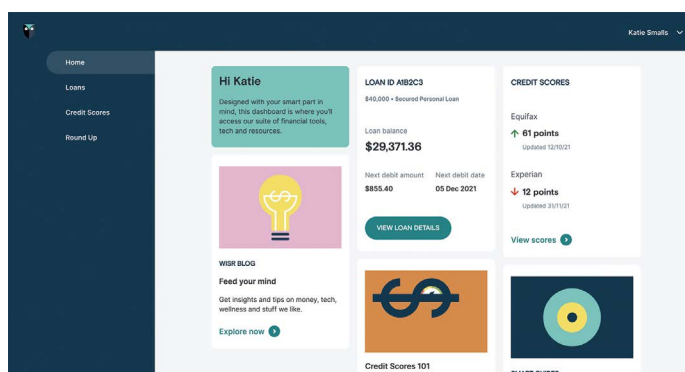 Katie Smalls
Home
Loans
Credit Scores
Round Up
Hi Katie
Designed with your smart part in
mind, this dashboard is where you'll
access our suite of financial tools,
tech and resources.
WISR BLOG
Feed your mind
Get insights and tips on money, tech,
wellness and stuff we like.
Explore now
LOAN ID A1B2C3
$40,000 • Secured Personal Loan
Loan balance
$29,371.36
Next debit amount Next debit date
$855.40 05 Dec 2021
VIEW LOAN DETAILS
Credit Scores 101
CREDIT SCORES
Equifax
61 points
Updated 12/10/21
Experian
12 points
Updated 31/11/21
View scores